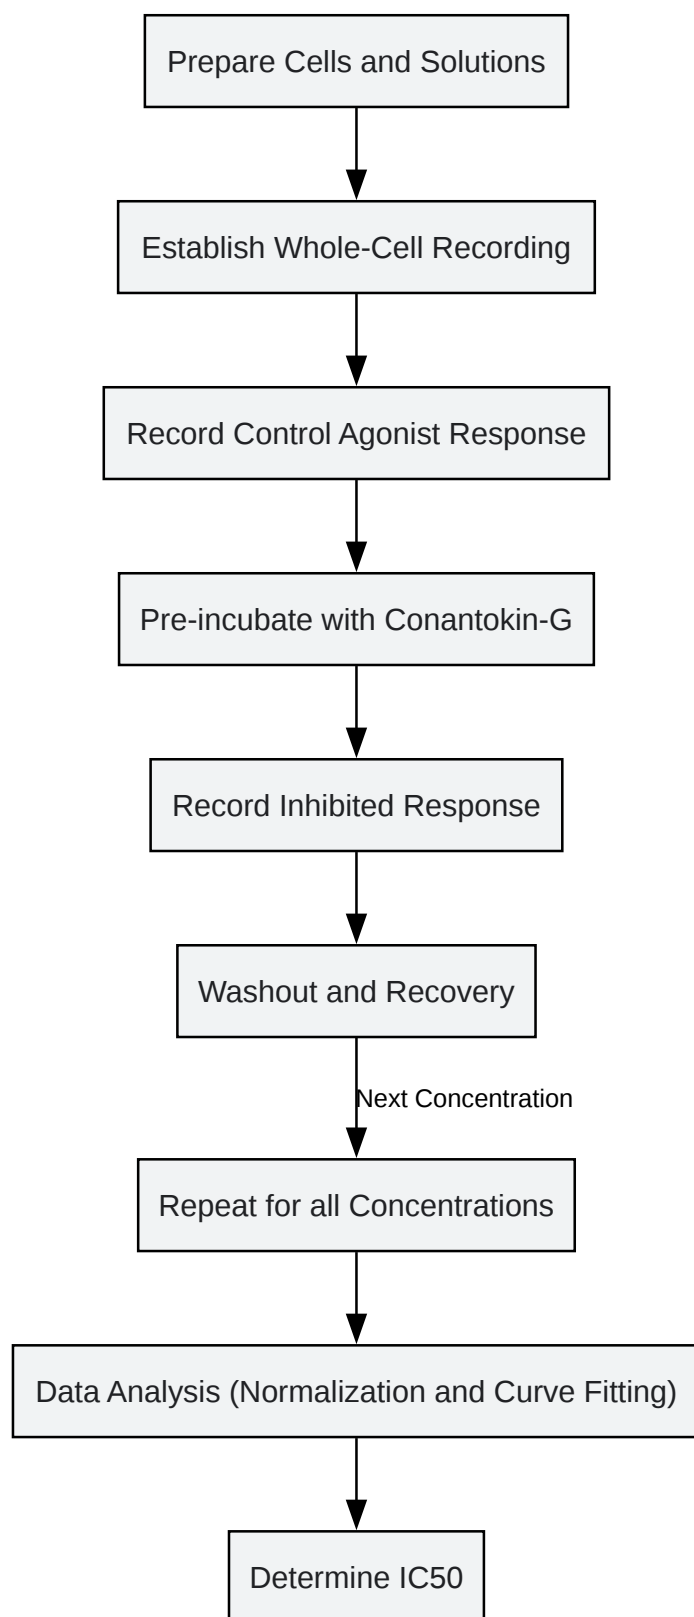 Prepare Cells and Solutions
Establish Whole-Cell Recording
Record Control Agonist Response
Pre-incubate with Conantokin-G
Record Inhibited Response
Washout and Recovery
Next Concentration
Repeat for all Concentrations
Data Analysis (Normalization and Curve Fitting)
Determine IC50